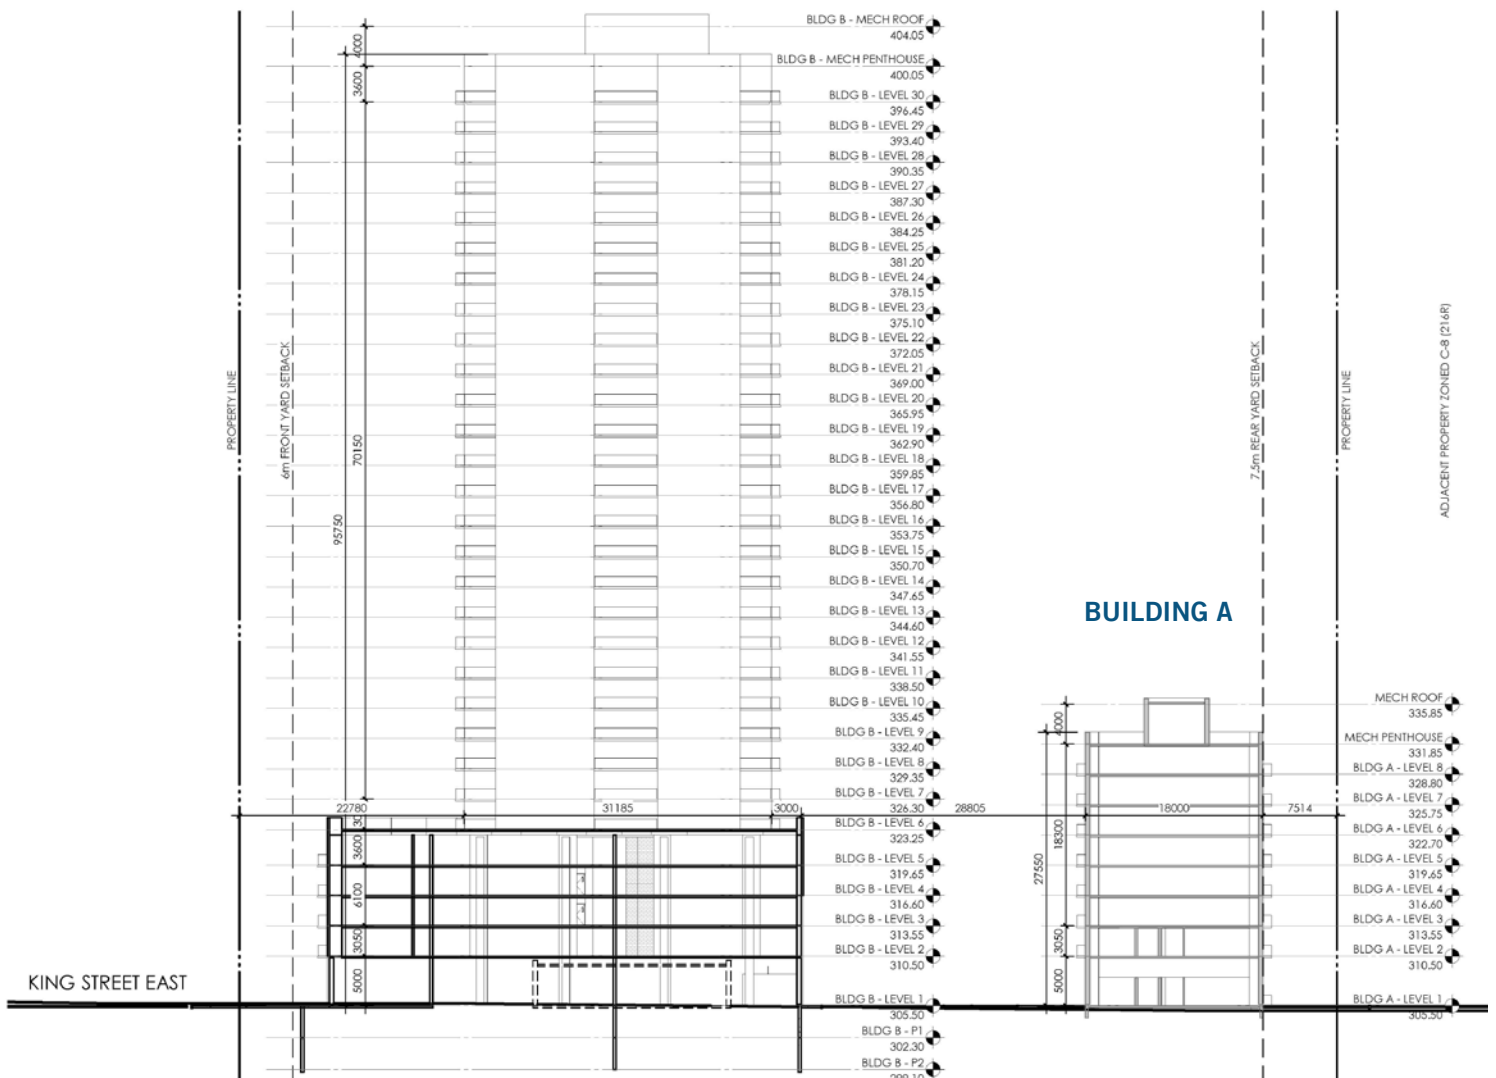 BLDG B - MECH ROOF
404.05
BLDG B - MECH PENTHOUSE
400.05
BLDG B - LEVEL 30
396.45
BLDG B - LEVEL 29
393.40
BLDG B - LEVEL 28
390.35
BLDG B - LEVEL 27
387.30
BLDG B - LEVEL 26
384.25
BLDG B - LEVEL 25
381.20
BLDG B - LEVEL 24
378.15
BLDG B - LEVEL 23
375.10
BLDG B - LEVEL 22
372.05
BLDG B - LEVEL 21
369.00
BLDG B - LEVEL 20
365.95
BLDG B - LEVEL 19
362.90
BLDG B - LEVEL 18
359.85
BLDG B - LEVEL 17
356.80
BLDG B - LEVEL 16
353.75
BLDG B - LEVEL 15
350.70
BLDG B - LEVEL 14
347.65
BLDG B - LEVEL 13
344.60
BLDG B - LEVEL 12
341.55
BLDG B - LEVEL 11
338.50
BLDG B - LEVEL 10
335.45
BLDG B - LEVEL 9
332.40
BLDG B - LEVEL 8
329.35
BLDG B - LEVEL 7
326.30
BLDG B - LEVEL 6
323.25
BLDG B - LEVEL 5
319.65
BLDG B - LEVEL 4
316.60
BLDG B - LEVEL 3
313.55
BLDG B - LEVEL 2
310.50
BLDG B - LEVEL 1
305.50
BLDG B - P1
302.30
BLDG B - P2
299.10
4000
3600
70150
95750
PROPERTY LINE
6m FRONT YARD SETBACK
22780
31185
3000
28805
18000
7514
3600
6100
3050
5000
KING STREET EAST
BUILDING A
7.5m REAR YARD SETBACK
PROPERTY LINE
ADJACENT PROPERTY ZONED C-8 (216R)
4000
18300
27550
3050
5000
MECH ROOF
335.85
MECH PENTHOUSE
331.85
BLDG A - LEVEL 8
328.80
BLDG A - LEVEL 7
325.75
BLDG A - LEVEL 6
322.70
BLDG A - LEVEL 5
319.65
BLDG A - LEVEL 4
316.60
BLDG A - LEVEL 3
313.55
BLDG A - LEVEL 2
310.50
BLDG A - LEVEL 1
305.50